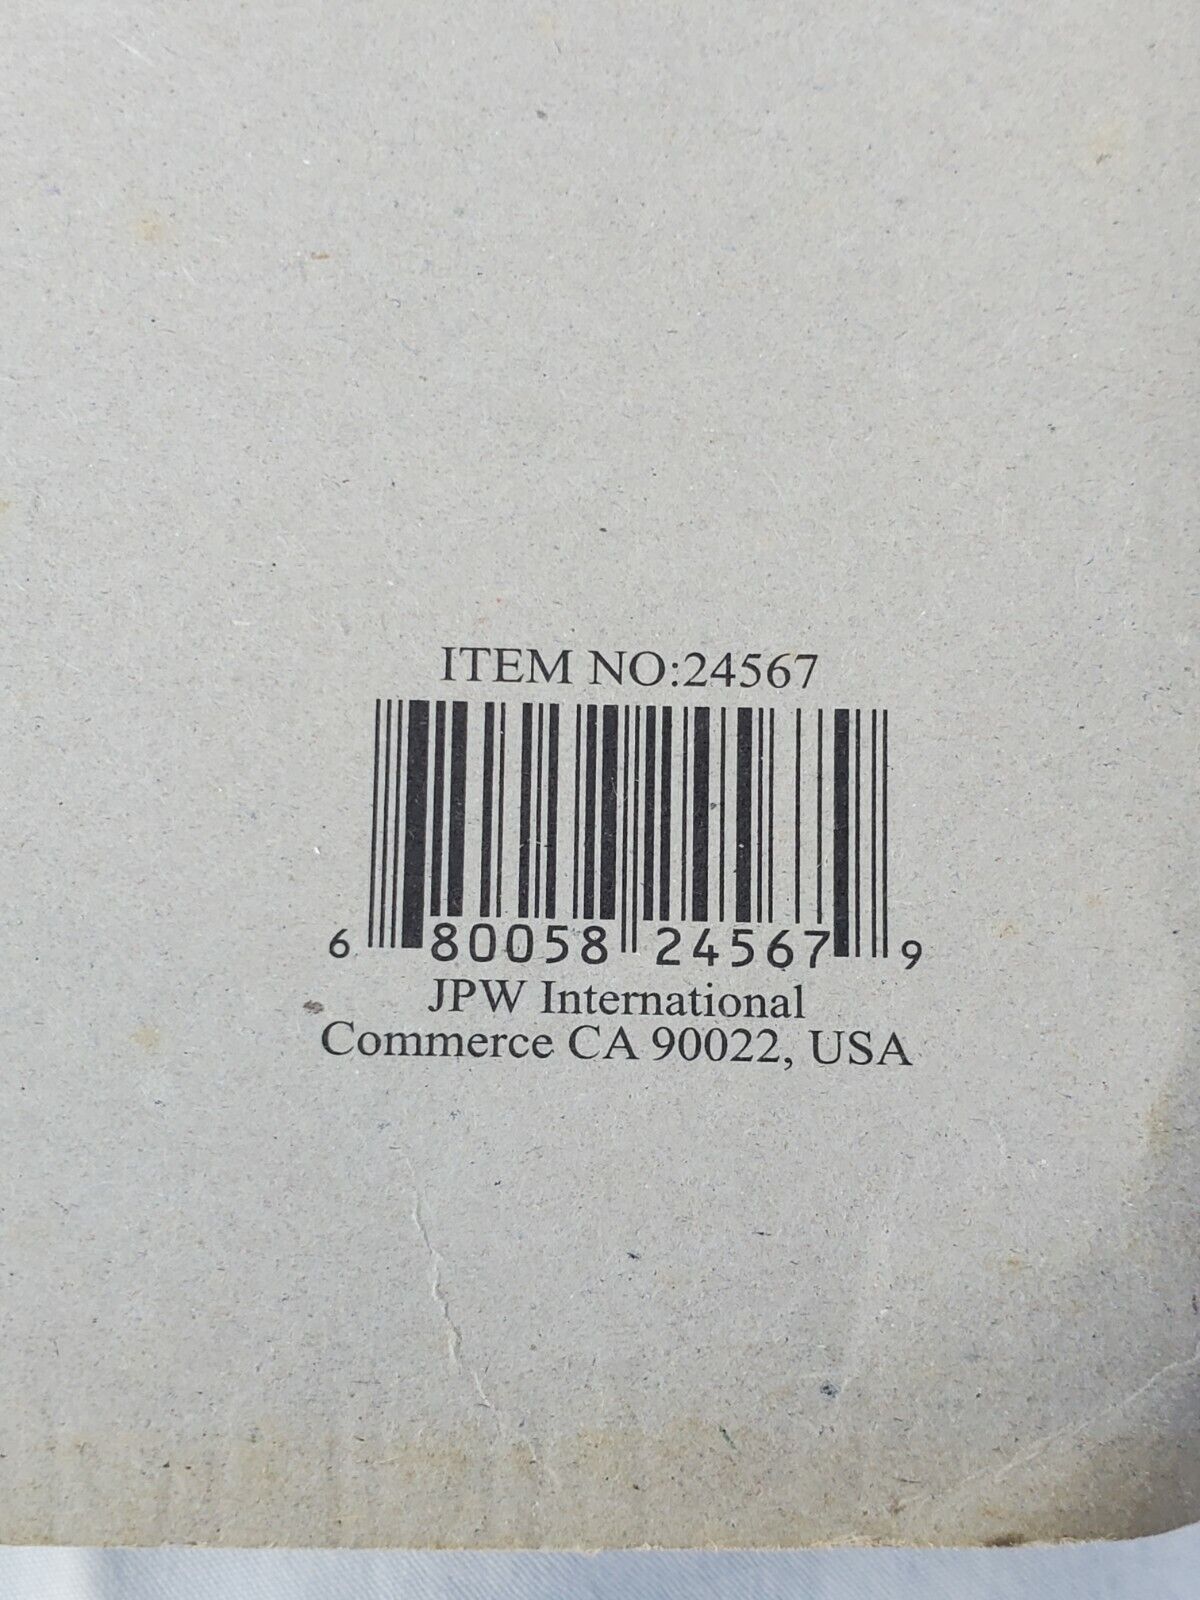 ITEM NO:24567
6 80058 24567 9
JPW International
Commerce CA 90022, USA